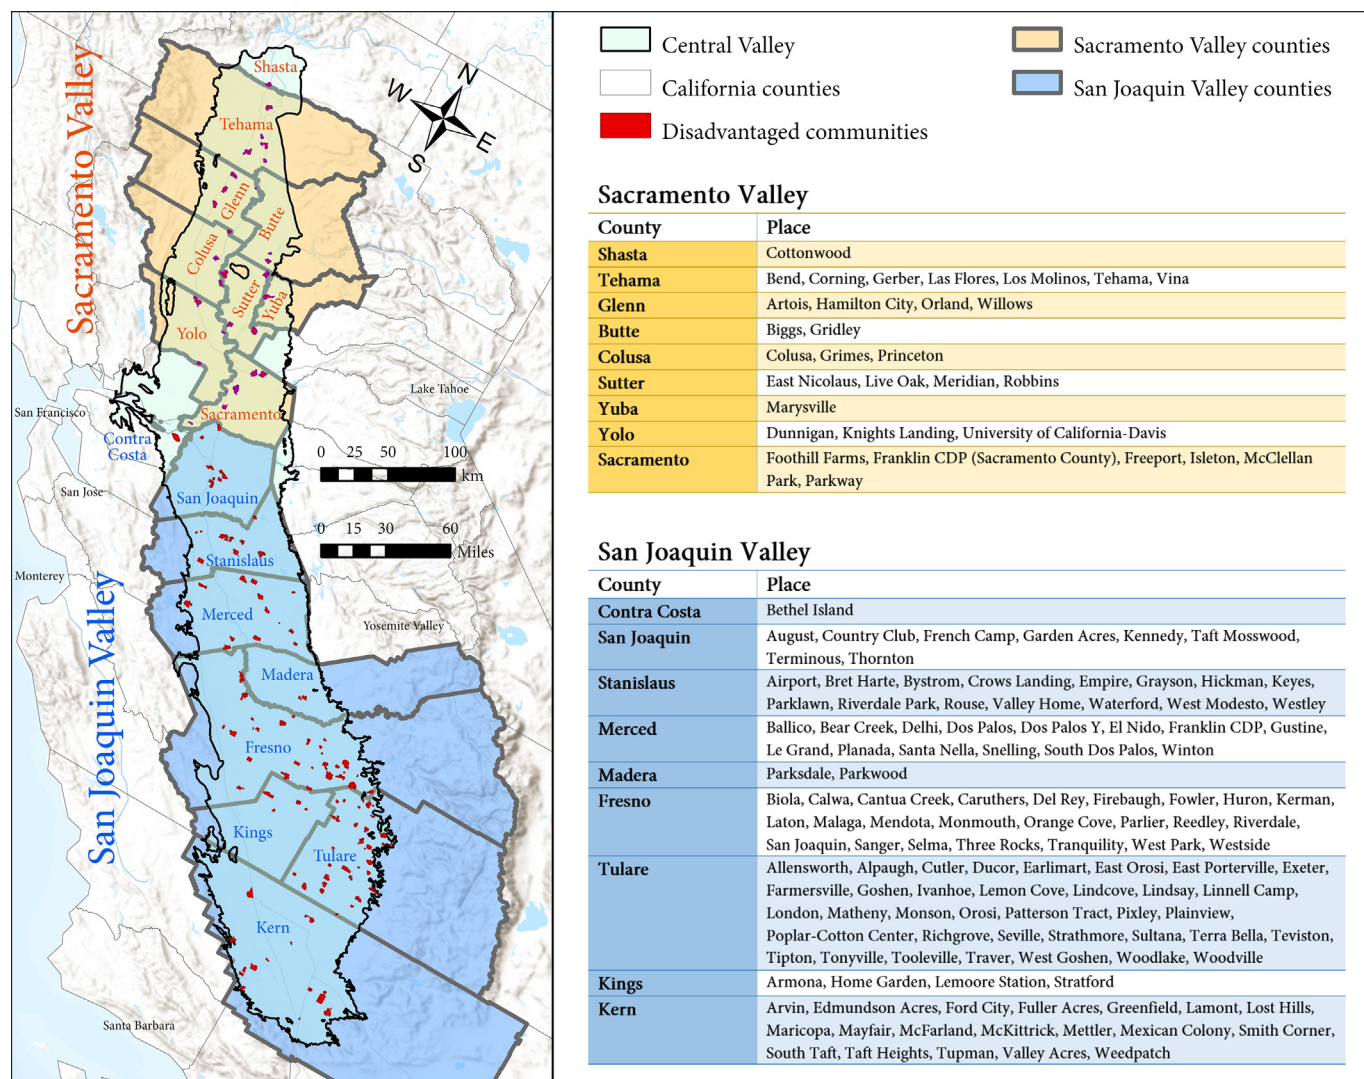 Sacramento Valley
San Joaquin Valley
Shasta
Tehama
Glenn
Butte
Colusa
Sutter
Yuba
Yolo
Sacramento
Contra
Costa
San Joaquin
Stanislaus
Merced
Madera
Fresno
Kings
Tulare
Kern
N
W
E
S
Lake Tahoe
San Francisco
San Jose
Monterey
Yosemite Valley
Santa Barbara
0 25 50 100
km
0 15 30 60
Miles
Central Valley
California counties
Disadvantaged communities
Sacramento Valley counties
San Joaquin Valley counties
Sacramento Valley
County Place
Shasta Cottonwood
Tehama Bend, Corning, Gerber, Las Flores, Los Molinos, Tehama, Vina
Glenn Artois, Hamilton City, Orland, Willows
Butte Biggs, Gridley
Colusa Colusa, Grimes, Princeton
Sutter East Nicolaus, Live Oak, Meridian, Robbins
Yuba Marysville
Yolo Dunnigan, Knights Landing, University of California-Davis
Sacramento Foothill Farms, Franklin CDP (Sacramento County), Freeport, Isleton, McClellan
Park, Parkway
San Joaquin Valley
County Place
Contra Costa Bethel Island
San Joaquin August, Country Club, French Camp, Garden Acres, Kennedy, Taft Mosswood,
Terminous, Thornton
Stanislaus Airport, Bret Harte, Bystrom, Crows Landing, Empire, Grayson, Hickman, Keyes,
Parklawn, Riverdale Park, Rouse, Valley Home, Waterford, West Modesto, Westley
Merced Ballico, Bear Creek, Delhi, Dos Palos, Dos Palos Y, El Nido, Franklin CDP, Gustine,
Le Grand, Planada, Santa Nella, Snelling, South Dos Palos, Winton
Madera Parksdale, Parkwood
Fresno Biola, Calwa, Cantua Creek, Caruthers, Del Rey, Firebaugh, Fowler, Huron, Kerman,
Laton, Malaga, Mendota, Monmouth, Orange Cove, Parlier, Reedley, Riverdale,
San Joaquin, Sanger, Selma, Three Rocks, Tranquility, West Park, Westside
Tulare Allensworth, Alpaugh, Cutler, Ducor, Earlimart, East Orosi, East Porterville, Exeter,
Farmersville, Goshen, Ivanhoe, Lemon Cove, Lindcove, Lindsay, Linnell Camp,
London, Matheny, Monson, Orosi, Patterson Tract, Pixley, Plainview,
Poplar-Cotton Center, Richgrove, Seville, Strathmore, Sultana, Terra Bella, Teviston,
Tipton, Tonyville, Tooleville, Traver, West Goshen, Woodlake, Woodville
Kings Armona, Home Garden, Lemoore Station, Stratford
Kern Arvin, Edmundson Acres, Ford City, Fuller Acres, Greenfield, Lamont, Lost Hills,
Maricopa, Mayfair, McFarland, McKittrick, Mettler, Mexican Colony, Smith Corner,
South Taft, Taft Heights, Tupman, Valley Acres, Weedpatch